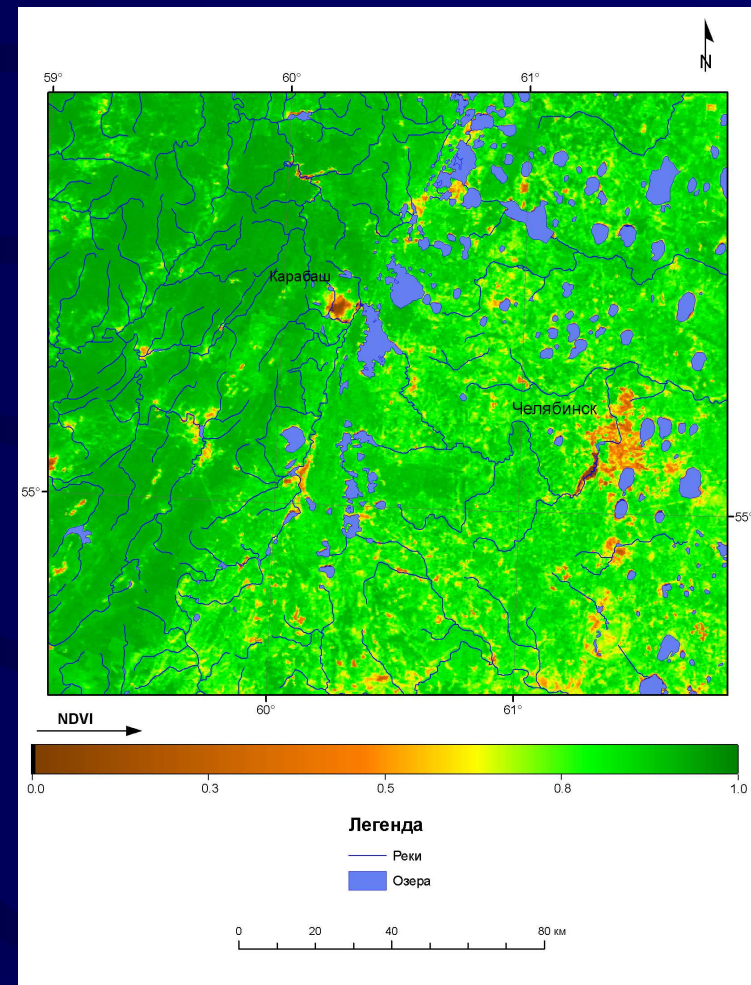 N
59° 60° 61°
Карабаш
Челябинск
55° 55°
60° 61°
NDVI
0.0 0.3 0.5 0.8 1.0
Легенда
Реки
Озера
0 20 40 80 км